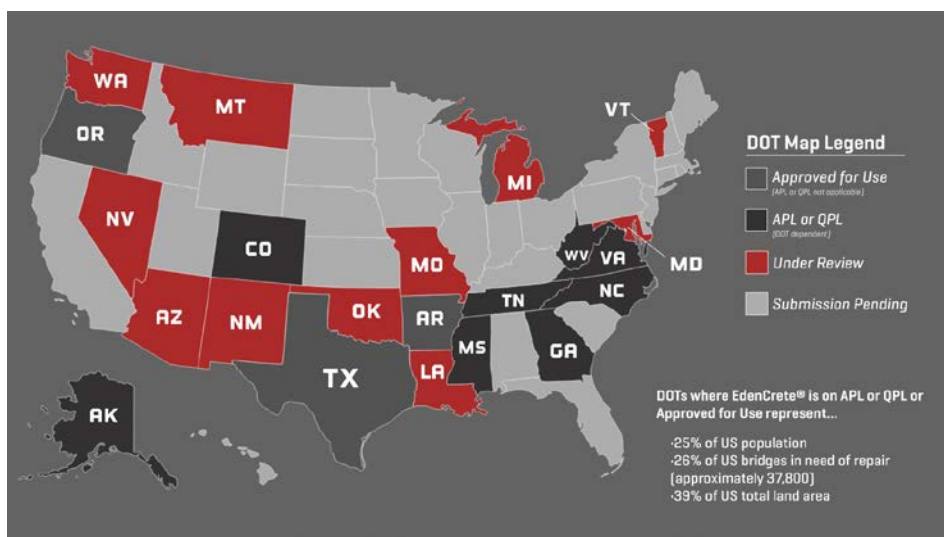 WA
MT
VT
OR
DOT Map Legend
Approved for Use
[APL or QPL not applicable]
MI
NV
APL or QPL
[DOT dependent]
CO
WV
VA
MO
MD
Under Review
NC
TN
AZ
NM
OK
AR
Submission Pending
MS
GA
LA
TX
DOTs where EdenCrete® is on APL or QPL or
Approved for Use represent...
AK
·25% of US population
·26% of US bridges in need of repair
(approximately 37,800)
·39% of US total land area